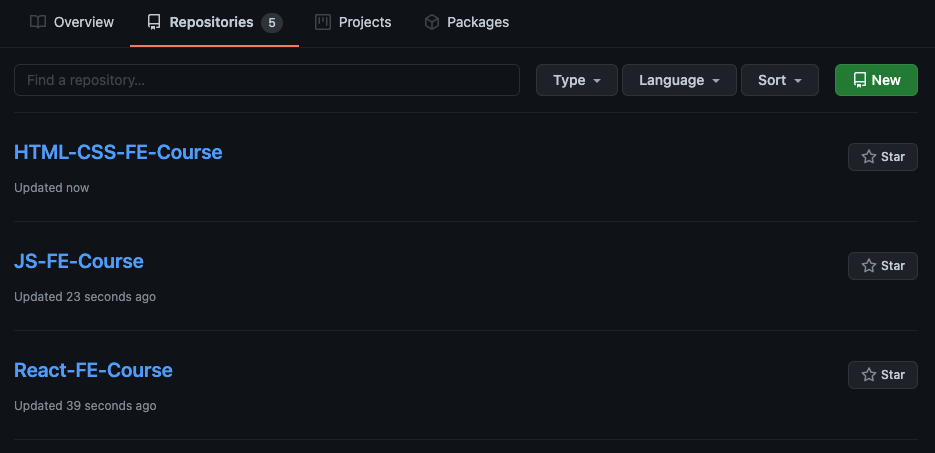 Overview Repositories 5 Projects Packages
Find a repository... Type Language Sort New
HTML-CSS-FE-Course
Star
Updated now
JS-FE-Course
Star
Updated 23 seconds ago
React-FE-Course
Star
Updated 39 seconds ago